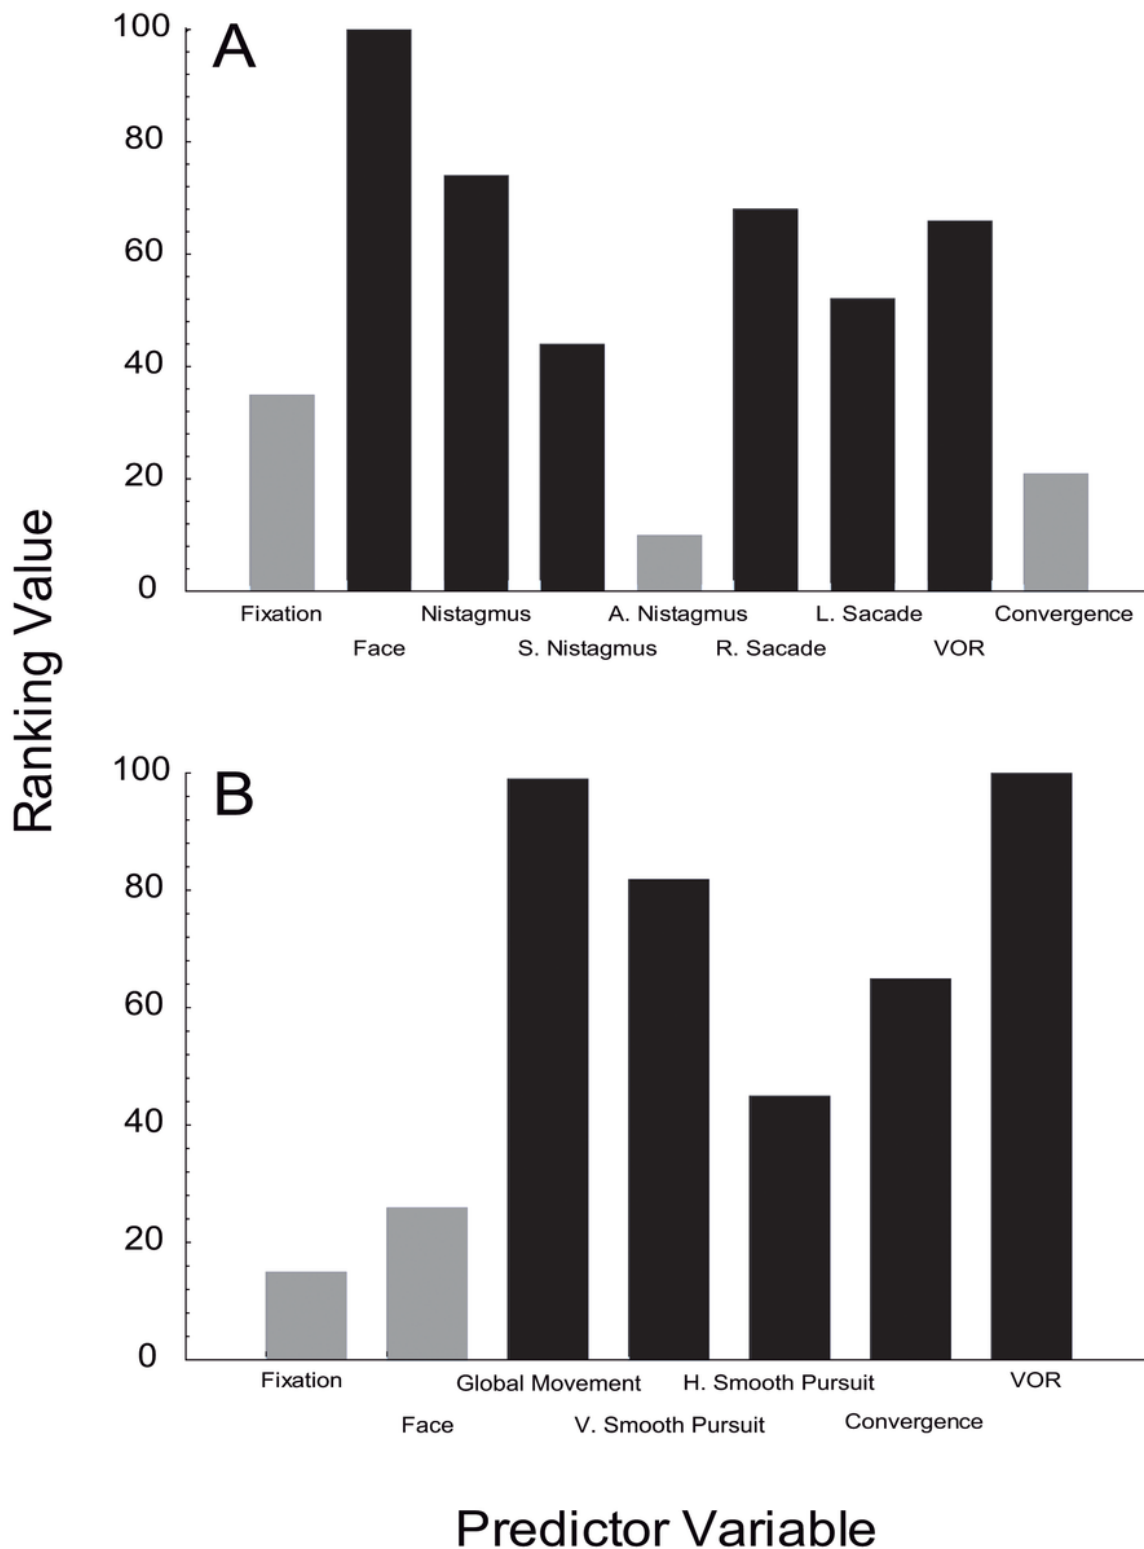 Ranking Value
A
100
80
60
40
20
0
Fixation Nistagmus A. Nistagmus L. Sacade Convergence
Face S. Nistagmus R. Sacade VOR
B
100
80
60
40
20
0
Fixation Global Movement H. Smooth Pursuit VOR
Face V. Smooth Pursuit Convergence
Predictor Variable